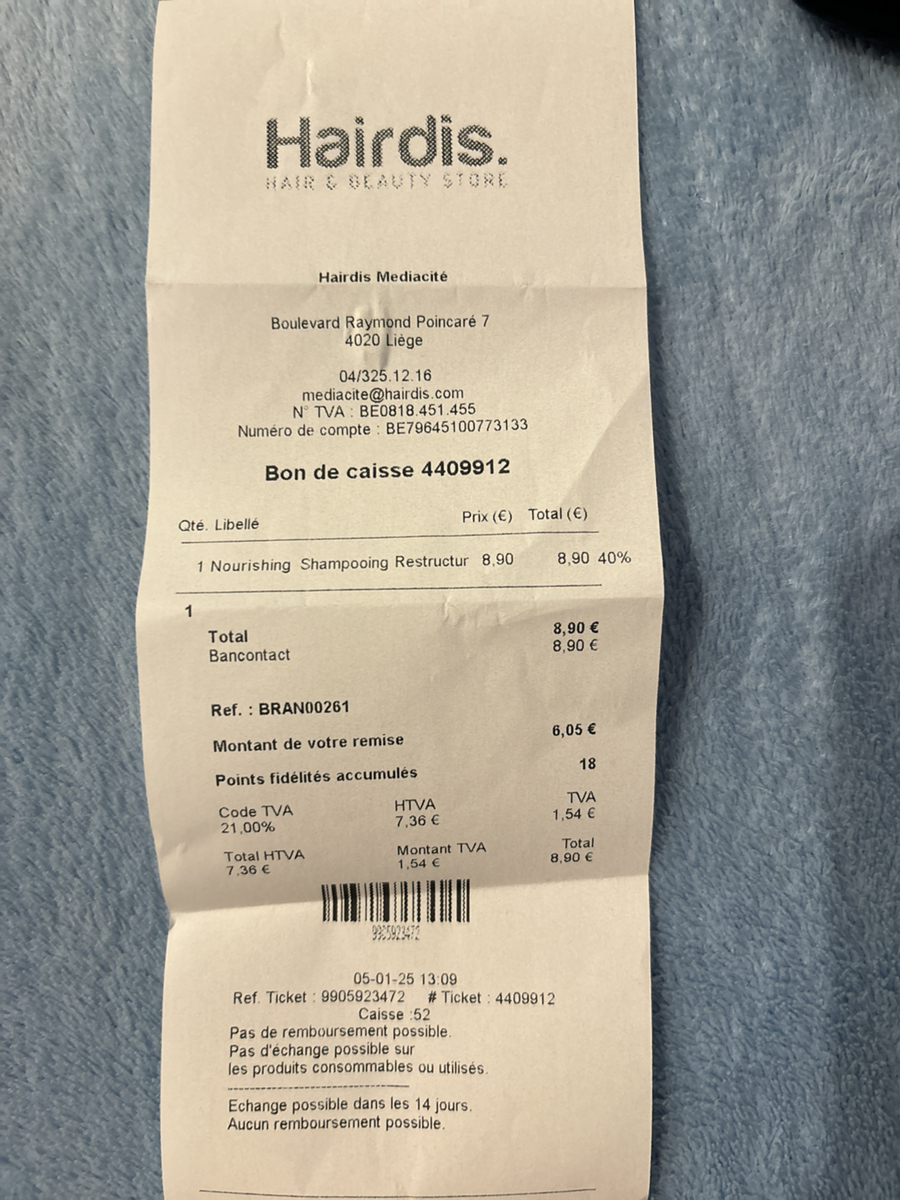 Hairdis.
HAIR & BEAUTY STORE
Hairdis Mediacité
Boulevard Raymond Poincaré 7
4020 Liège
04/325.12.16
mediacite@hairdis.com
N° TVA : BE0818.451.455
Numéro de compte : BE79645100773133
Bon de caisse 4409912
Qté. Libellé Prix (€) Total (€)
1 Nourishing Shampooing Restructur 8,90 8,90 40%
1
Total 8,90 €
Bancontact 8,90 €
Ref. : BRAN00261
Montant de votre remise 6,05 €
Points fidélités accumulés 18
Code TVA HTVA TVA
21,00% 7,36 € 1,54 €
Total HTVA Montant TVA Total
7,36 € 1,54 € 8,90 €
9905923472
05-01-25 13:09
Ref. Ticket : 9905923472 # Ticket : 4409912
Caisse :52
Pas de remboursement possible.
Pas d'échange possible sur
les produits consommables ou utilisés.
Echange possible dans les 14 jours.
Aucun remboursement possible.